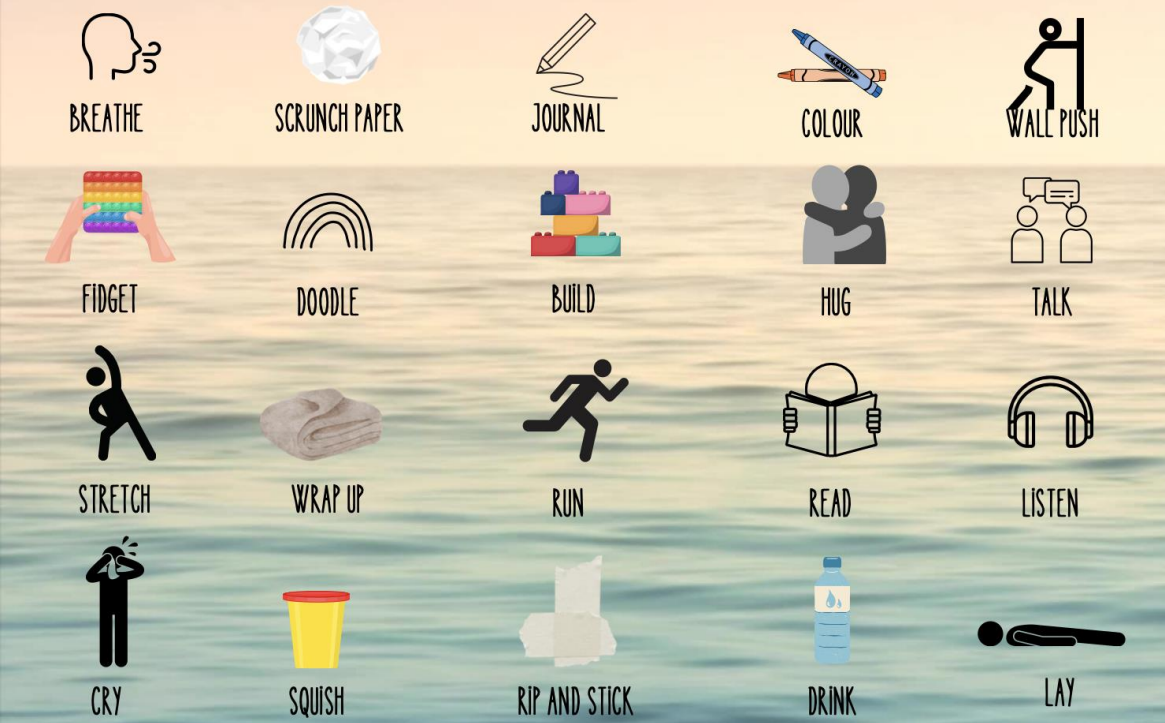 BREATHE
SCRUNCH PAPER
JOURNAL
CRAYON
COLOUR
WALL PUSH
FIDGET
DOODLE
BUILD
HUG
TALK
STRETCH
WRAP UP
RUN
READ
LISTEN
CRY
SQUISH
RIP AND STICK
DRINK
LAY